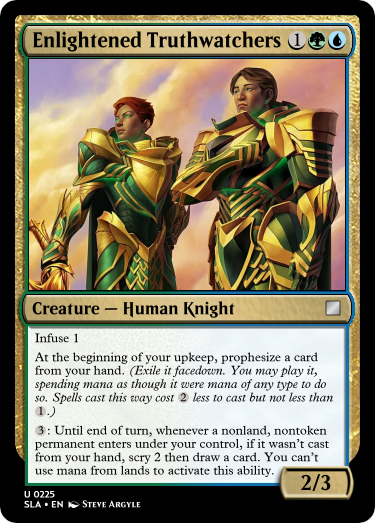 Enlightened Truthwatchers 1
Creature — Human Knight
Infuse 1
At the beginning of your upkeep, prophesize a card
from your hand. (Exile it facedown. You may play it,
spending mana as though it were mana of any type to do
so. Spells cast this way cost 2 less to cast but not less than
1.)
3: Until end of turn, whenever a nonland, nontoken
permanent enters under your control, if it wasn't cast
from your hand, scry 2 then draw a card. You can't
use mana from lands to activate this ability.
2/3
U 0225
SLA • EN Steve Argyle